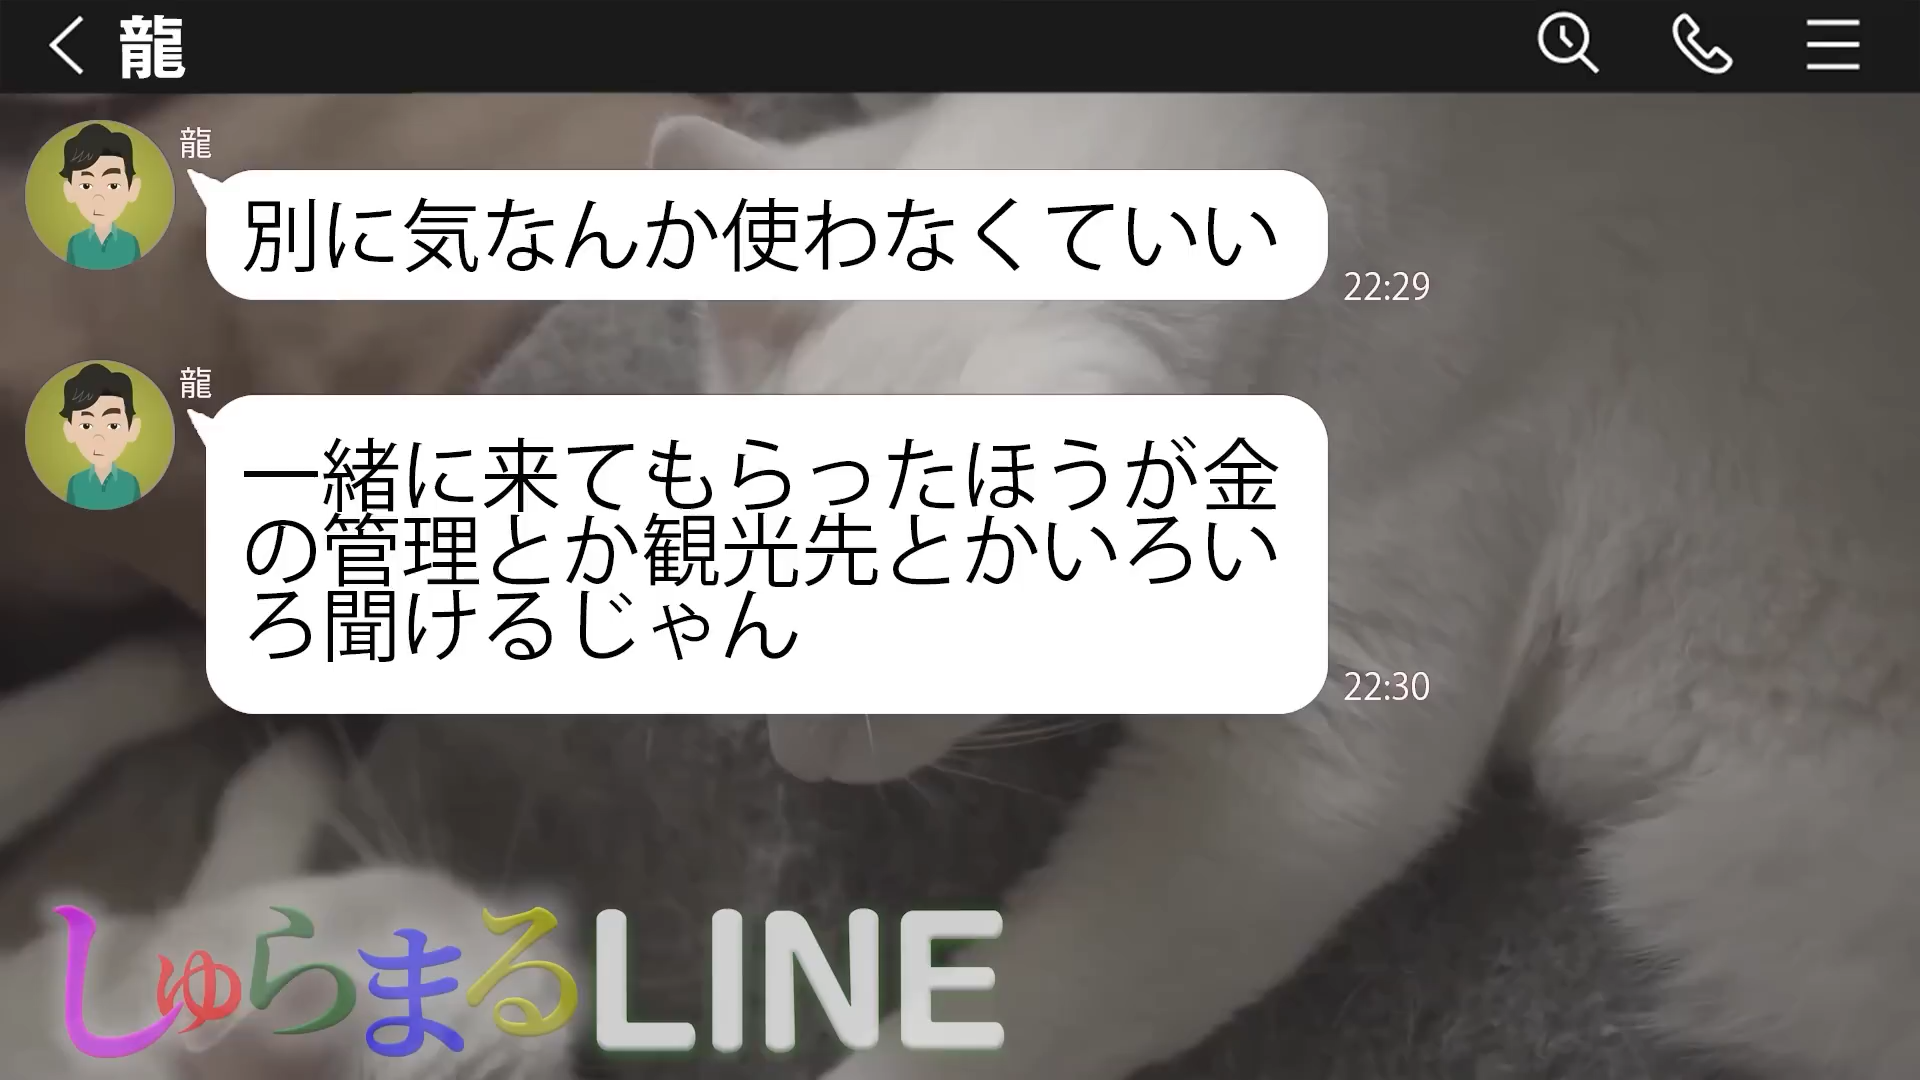 龍
龍
別に気なんか使わなくていい
22:29
龍
一緒に来てもらったほうが金
の管理とか観光先とかいろい
ろ聞けるじゃん
22:30
しゅらまるLINE